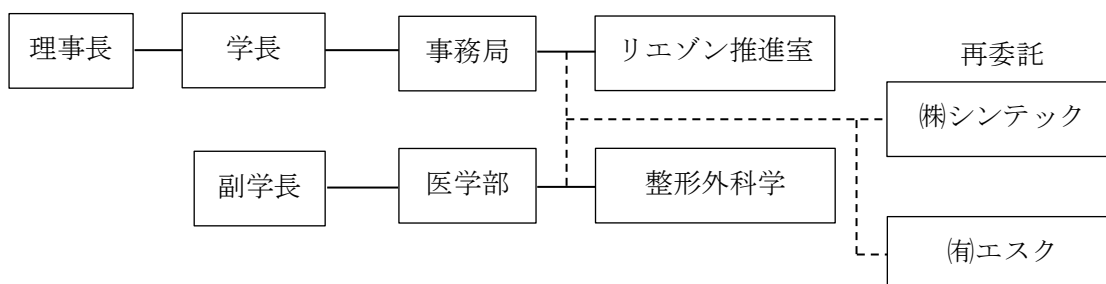 理事長
学長
事務局
リエゾン推進室
再委託
㈱シンテック
副学長
医学部
整形外科学
㈲エスク